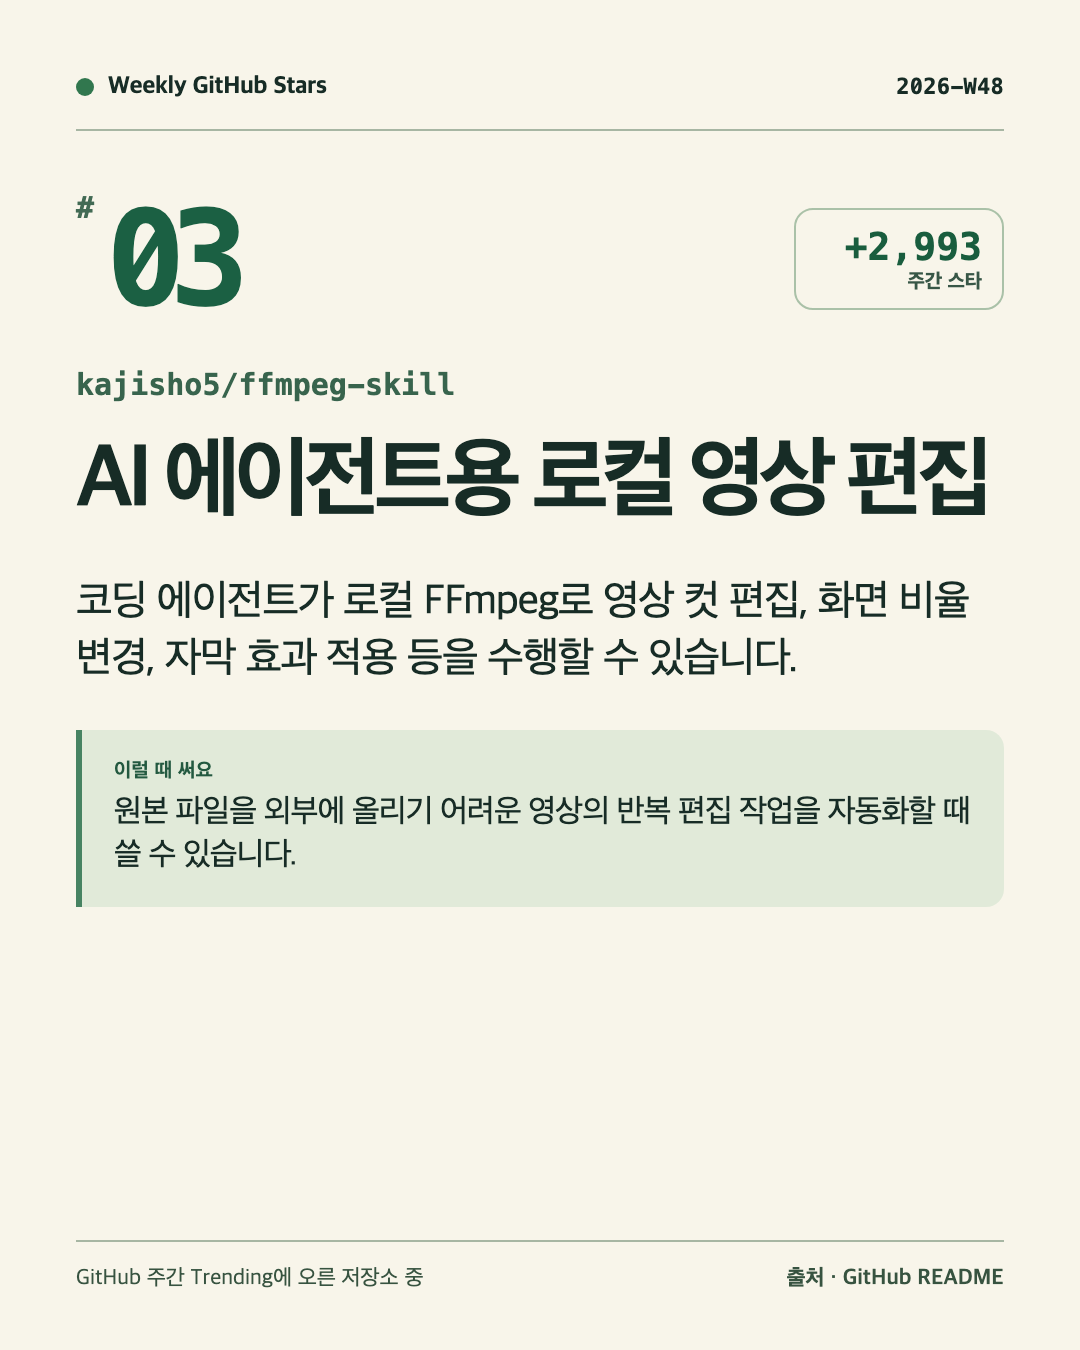 Weekly GitHub Stars
2026-W48
#03
+2,993
주간 스타
kajisho5/ffmpeg-skill
AI 에이전트용 로컬 영상 편집
코딩 에이전트가 로컬 FFmpeg로 영상 컷 편집, 화면 비율
변경, 자막 효과 적용 등을 수행할 수 있습니다.
이럴 때 써요
원본 파일을 외부에 올리기 어려운 영상의 반복 편집 작업을 자동화할 때
쓸 수 있습니다.
GitHub 주간 Trending에 오른 저장소 중
출처 · GitHub README